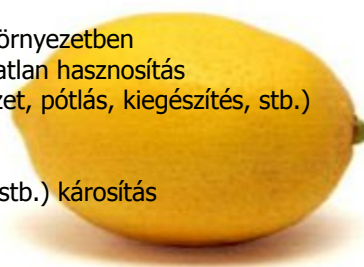 örnyezetben
atlan hasznosítás
zet, pótlás, kiegészítés, stb.)
stb.) károsítás